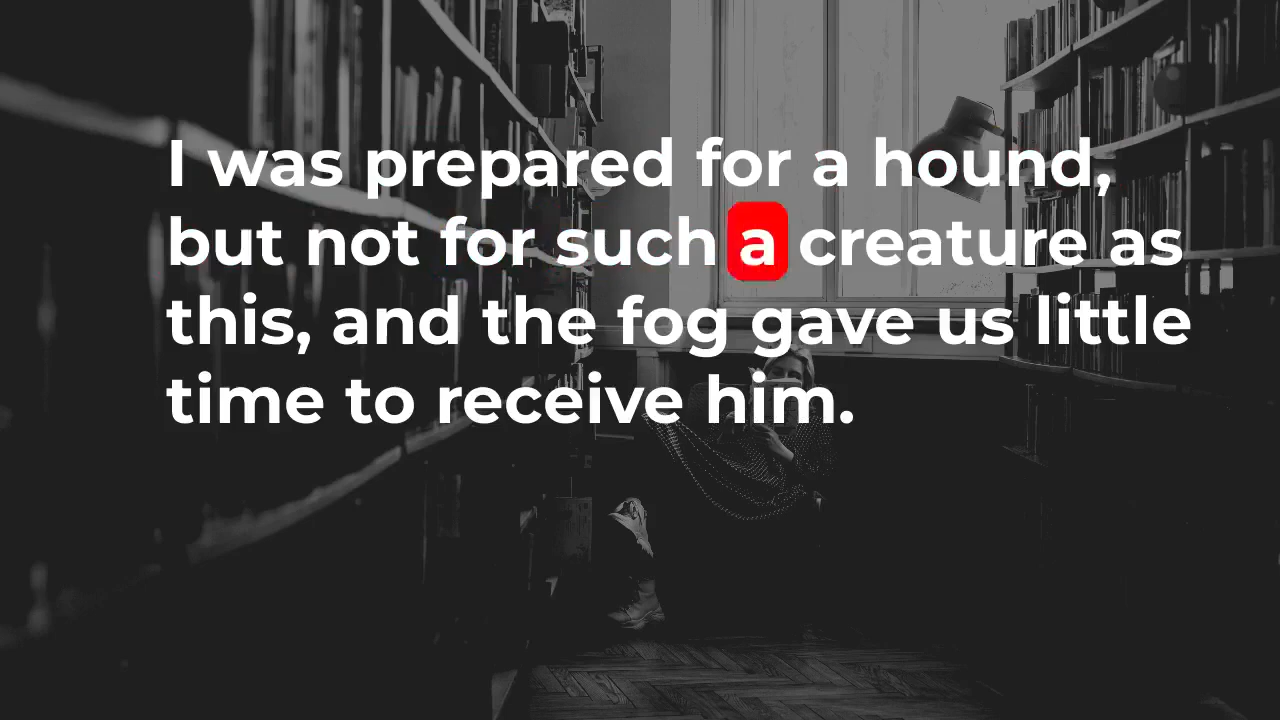 I was prepared for a hound,
but not for such a creature as
this, and the fog gave us little
time to receive him.